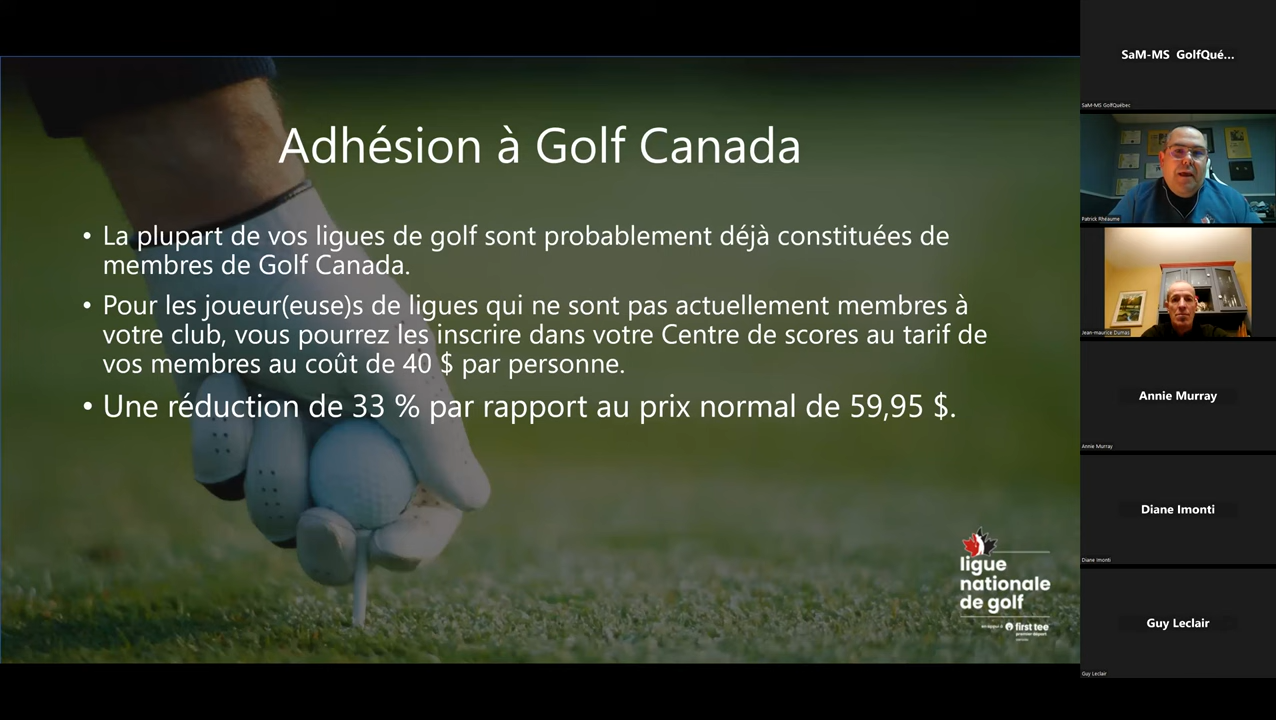 Adhésion à Golf Canada
• La plupart de vos ligues de golf sont probablement déjà constituées de
membres de Golf Canada.
• Pour les joueur(euse)s de ligues qui ne sont pas actuellement membres à
votre club, vous pourrez les inscrire dans votre Centre de scores au tarif de
vos membres au coût de 40 $ par personne.
• Une réduction de 33 % par rapport au prix normal de 59,95 $.
ligue
nationale
de golf
first tee
SaM-MS GolfQué...
SaM-MS GolfQuébec
Patrick Rhéaume
Jean-maurice Dumas
Annie Murray
Annie Murray
Diane Imonti
Diane Imonti
Guy Leclair
Guy Leclair